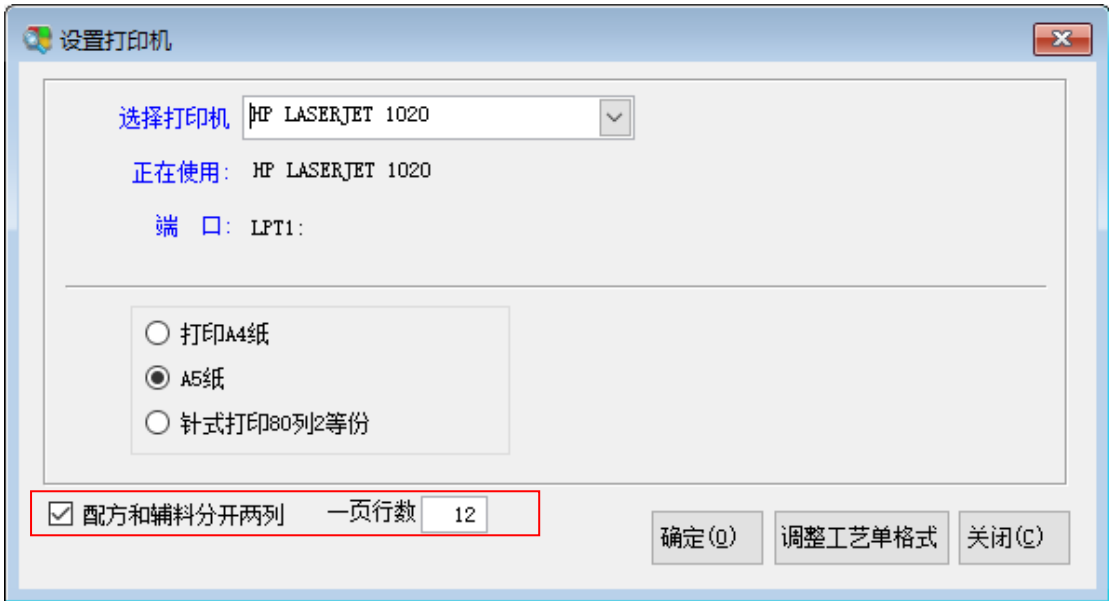 设置打印机
选择打印机 HP LASERJET 1020
正在使用: HP LASERJET 1020
端 口: LPT1:
打印A4纸
A5纸
针式打印80列2等份
配方和辅料分开两列 一页行数 12
确定(O) 调整工艺单格式 关闭(C)